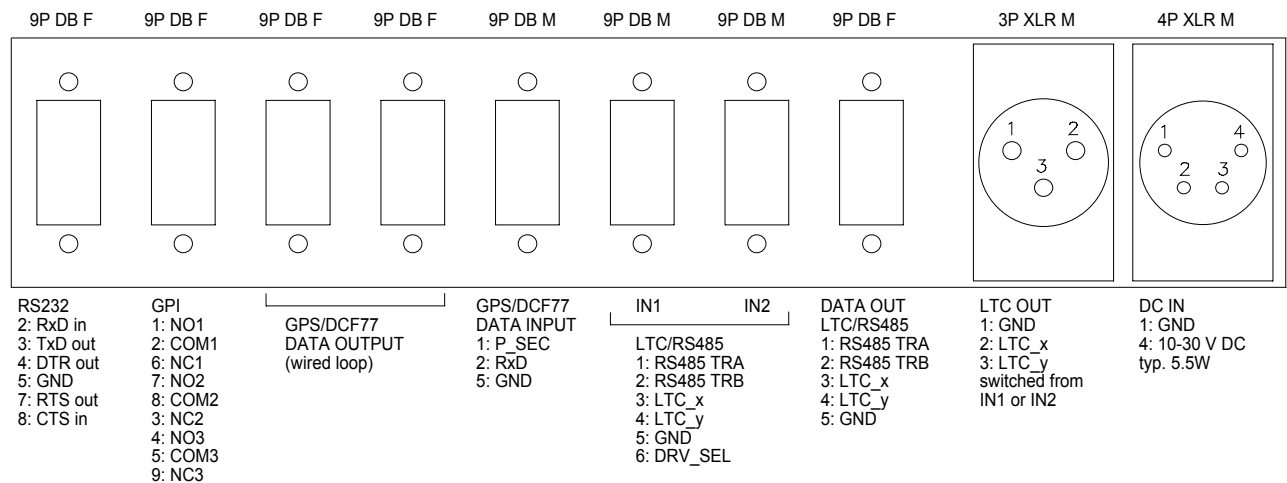 9P DB F 9P DB F 9P DB F 9P DB F 9P DB M 9P DB M 9P DB M 9P DB F 3P XLR M 4P XLR M
1 2
3
1 4
2 3
RS232
2: RxD in
3: TxD out
4: DTR out
5: GND
7: RTS out
8: CTS in
GPI
1: NO1
2: COM1
6: NC1
7: NO2
8: COM2
3: NC2
4: NO3
5: COM3
9: NC3
GPS/DCF77
DATA OUTPUT
(wired loop)
GPS/DCF77
DATA INPUT
1: P_SEC
2: RxD
5: GND
IN1 IN2
LTC/RS485
1: RS485 TRA
2: RS485 TRB
3: LTC_x
4: LTC_y
5: GND
6: DRV_SEL
DATA OUT
LTC/RS485
1: RS485 TRA
2: RS485 TRB
3: LTC_x
4: LTC_y
5: GND
LTC OUT
1: GND
2: LTC_x
3: LTC_y
switched from
IN1 or IN2
DC IN
1: GND
4: 10-30 V DC
typ. 5.5W